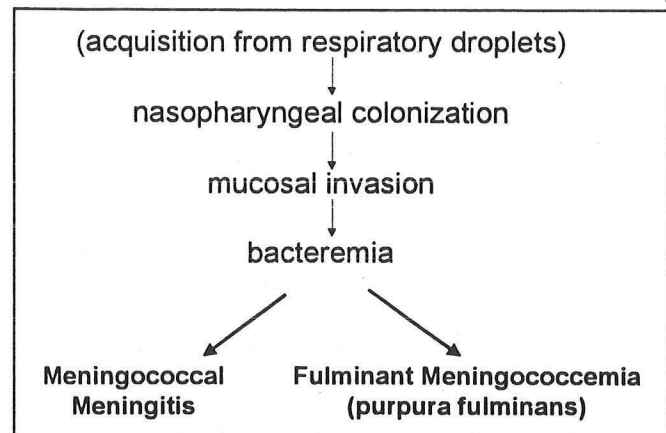 (acquisition from respiratory droplets)
nasopharyngeal colonization
mucosal invasion
bacteremia
Meningococcal
Meningitis
Fulminant Meningococcemia
(purpura fulminans)